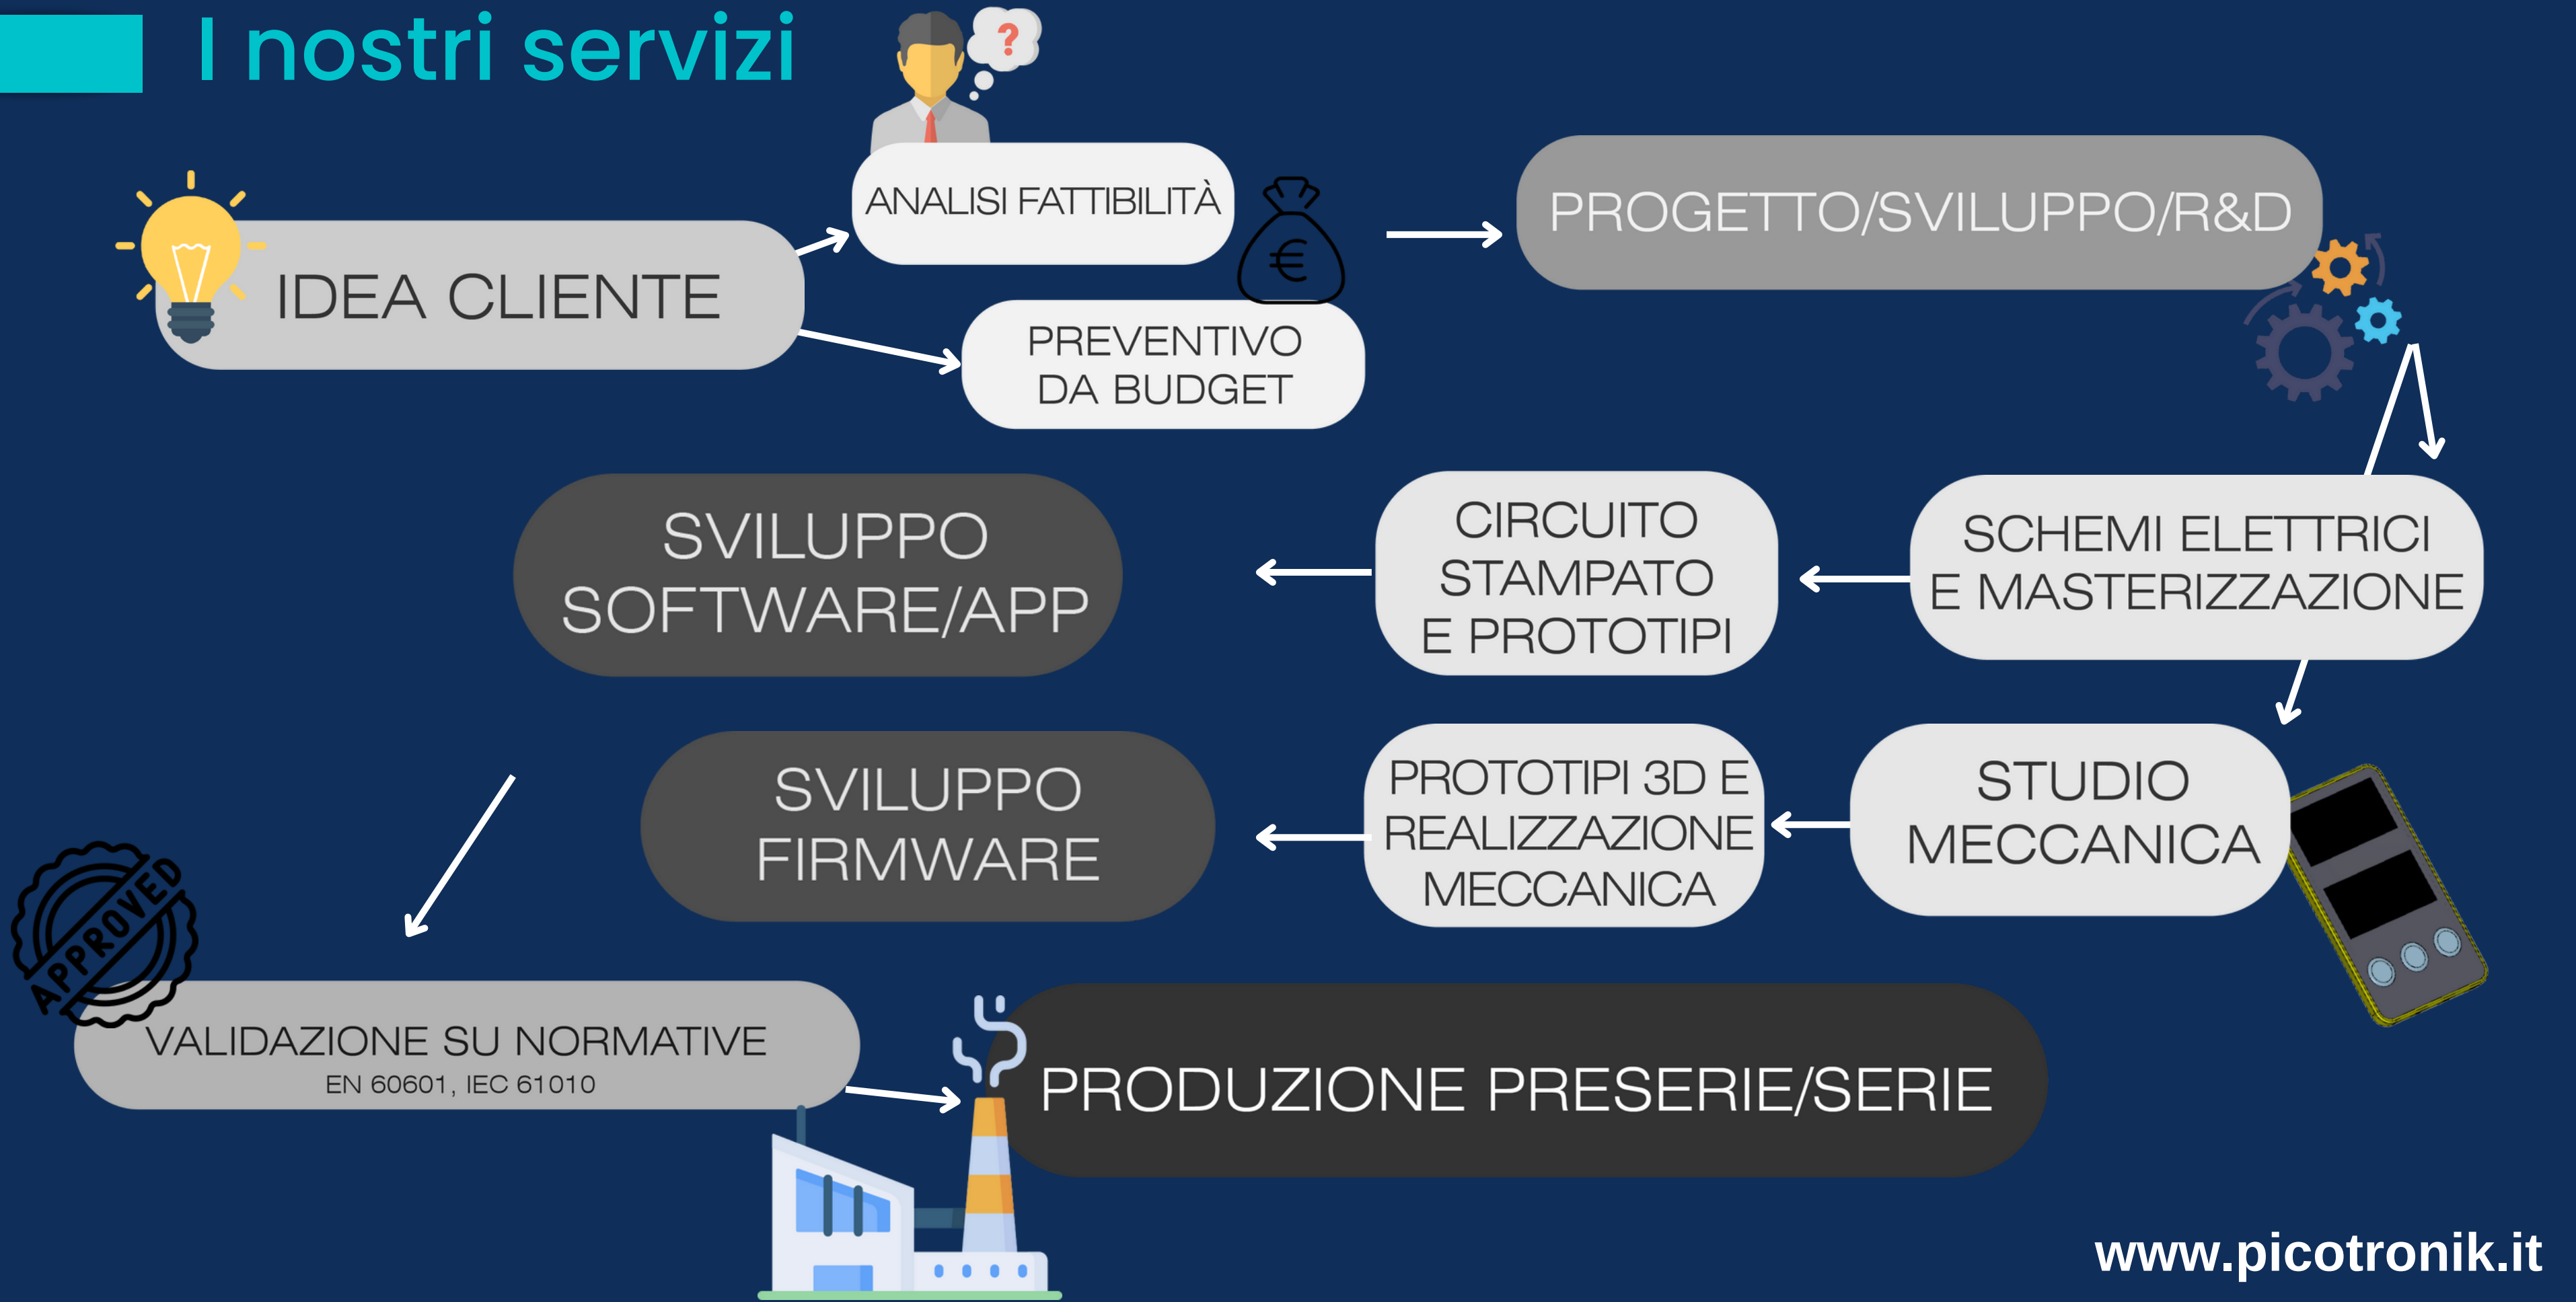 I nostri servizi
?
ANALISI FATTIBILITÀ
IDEA CLIENTE
€
PREVENTIVO
DA BUDGET
PROGETTO/SVILUPPO/R&D
SCHEMI ELETTRICI
E MASTERIZZAZIONE
CIRCUITO
STAMPATO
E PROTOTIPI
SVILUPPO
SOFTWARE/APP
STUDIO
MECCANICA
PROTOTIPI 3D E
REALIZZAZIONE
MECCANICA
SVILUPPO
FIRMWARE
APPROVED
VALIDAZIONE SU NORMATIVE
EN 60601, IEC 61010
PRODUZIONE PRESERIE/SERIE
www.picotronik.it